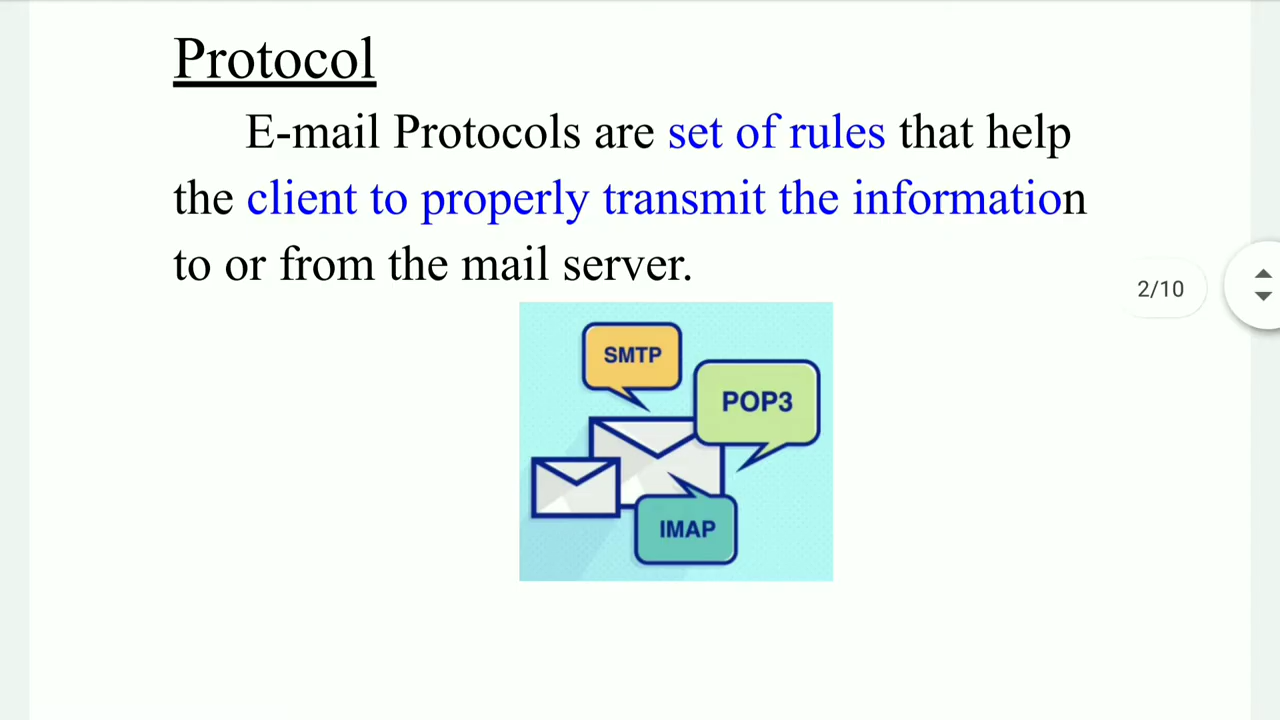 Protocol
E-mail Protocols are set of rules that help
the client to properly transmit the information
to or from the mail server.
2/10
SMTP
POP3
IMAP